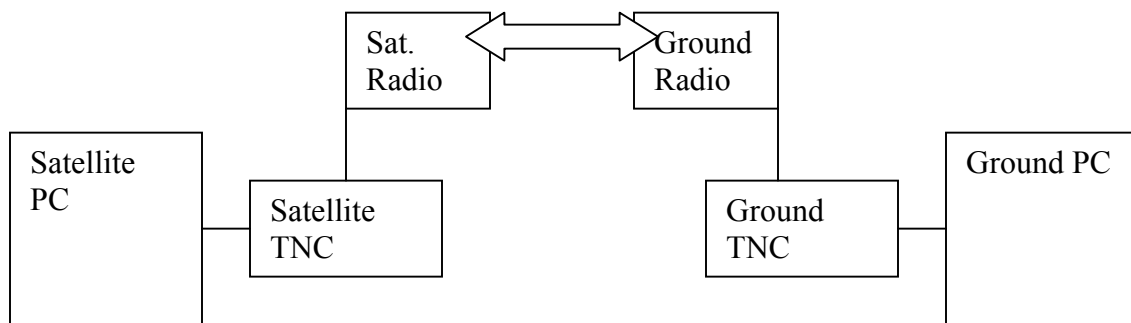 Sat.
Radio
Ground
Radio
Satellite
PC
Satellite
TNC
Ground
TNC
Ground PC